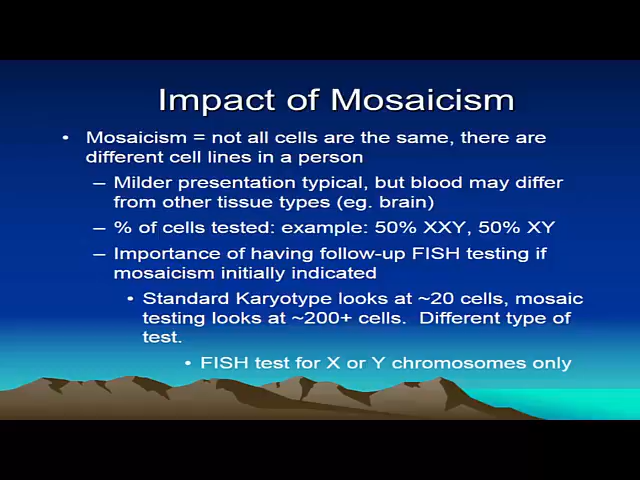 Impact of Mosaicism
• Mosaicism = not all cells are the same, there are
different cell lines in a person
– Milder presentation typical, but blood may differ
from other tissue types (eg. brain)
– % of cells tested: example: 50% XXY, 50% XY
– Importance of having follow-up FISH testing if
mosaicism initially indicated
• Standard Karyotype looks at ~20 cells, mosaic
testing looks at ~200+ cells. Different type of
test.
• FISH test for X or Y chromosomes only